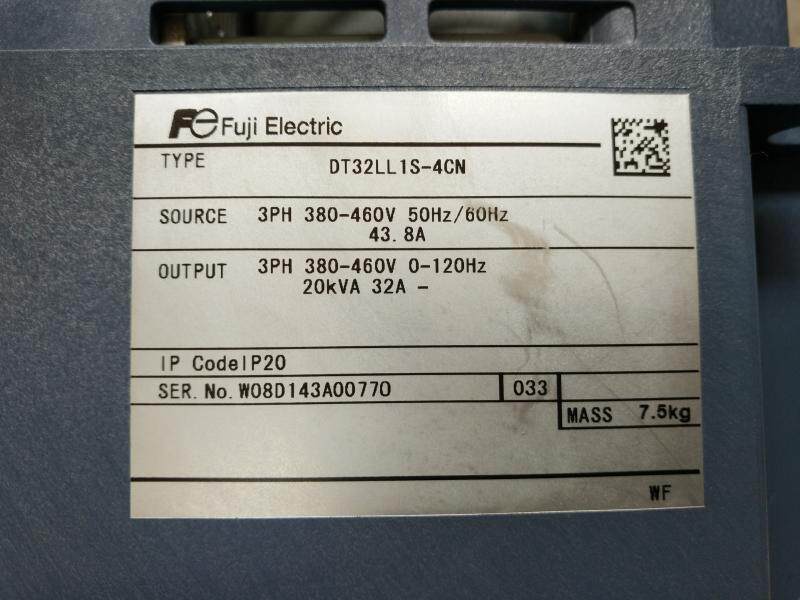 Fe Fuji Electric
TYPE DT32LL1S-4CN
SOURCE 3PH 380-460V 50Hz/60Hz
43.8A
OUTPUT 3PH 380-460V 0-120Hz
20kVA 32A -
IP CodeIP20
SER. No. W08D143A00770 033
MASS 7.5kg
WF